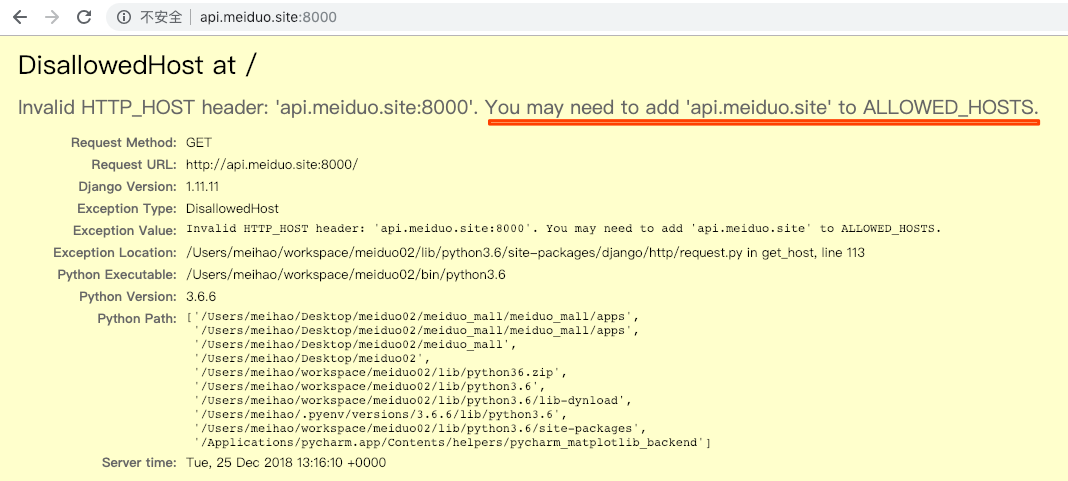 不安全 api.meiduo.site:8000
DisallowedHost at /
Invalid HTTP_HOST header: 'api.meiduo.site:8000'. You may need to add 'api.meiduo.site' to ALLOWED_HOSTS.
Request Method: GET
Request URL: http://api.meiduo.site:8000/
Django Version: 1.11.11
Exception Type: DisallowedHost
Exception Value: Invalid HTTP_HOST header: 'api.meiduo.site:8000'. You may need to add 'api.meiduo.site' to ALLOWED_HOSTS.
Exception Location: /Users/meihao/workspace/meiduo02/lib/python3.6/site-packages/django/http/request.py in get_host, line 113
Python Executable: /Users/meihao/workspace/meiduo02/bin/python3.6
Python Version: 3.6.6
Python Path: ['/Users/meihao/Desktop/meiduo02/meiduo_mall/meiduo_mall/apps',
'/Users/meihao/Desktop/meiduo02/meiduo_mall/meiduo_mall/apps',
'/Users/meihao/Desktop/meiduo02/meiduo_mall',
'/Users/meihao/Desktop/meiduo02',
'/Users/meihao/workspace/meiduo02/lib/python36.zip',
'/Users/meihao/workspace/meiduo02/lib/python3.6',
'/Users/meihao/workspace/meiduo02/lib/python3.6/lib-dynload',
'/Users/meihao/.pyenv/versions/3.6.6/lib/python3.6',
'/Users/meihao/workspace/meiduo02/lib/python3.6/site-packages',
'/Applications/pycharm.app/Contents/helpers/pycharm_matplotlib_backend']
Server time: Tue, 25 Dec 2018 13:16:10 +0000